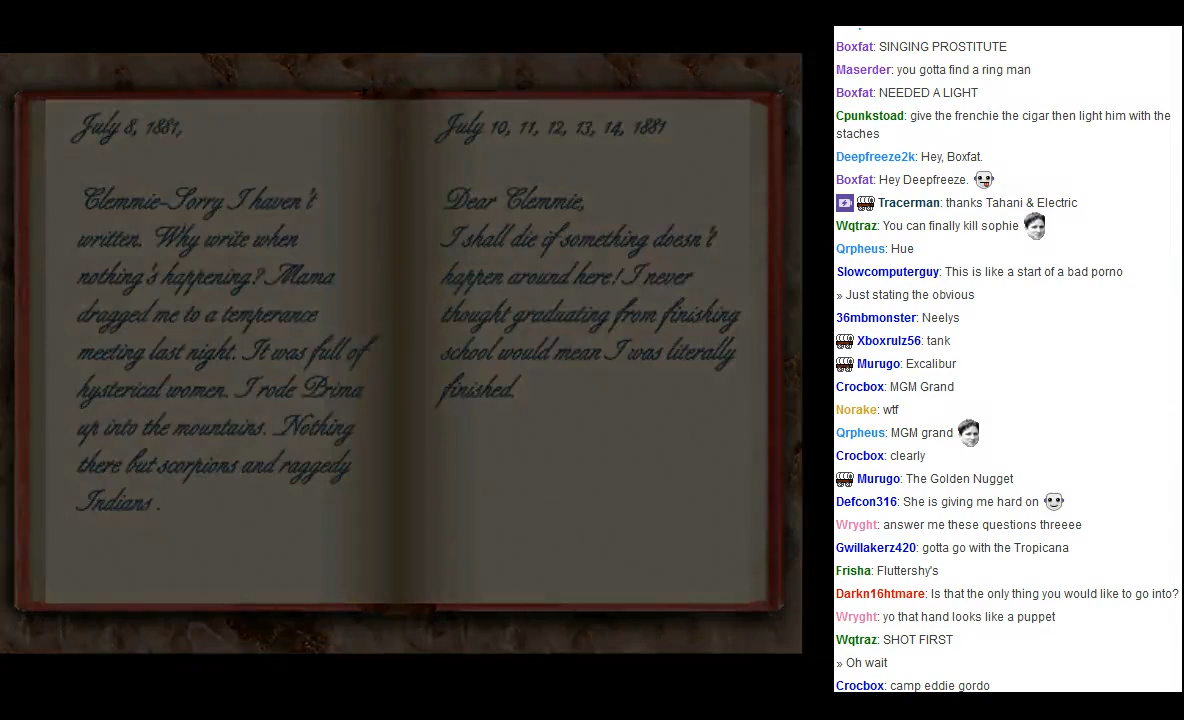 July 8, 1881,
Clemmie-Sorry I haven't
written. Why write when
nothing's happening? Mama
dragged me to a temperance
meeting last night. It was full of
hysterical women. I rode Prima
up into the mountains. Nothing
there but scorpions and raggedy
Indians .
July 10, 11, 12, 13, 14, 1881
Dear Clemmie,
I shall die if something doesn't
happen around here! I never
thought graduating from finishing
school would mean I was literally
finished.
Boxfat: SINGING PROSTITUTE
Maserder: you gotta find a ring man
Boxfat: NEEDED A LIGHT
Cpunkstoad: give the frenchie the cigar then light him with the
staches
Deepfreeze2k: Hey, Boxfat.
Boxfat: Hey Deepfreeze.
Tracerman: thanks Tahani & Electric
Wqtraz: You can finally kill sophie
Qrpheus: Hue
Slowcomputerguy: This is like a start of a bad porno
» Just stating the obvious
36mbmonster: Neelys
Xboxrulz56: tank
Murugo: Excalibur
Crocbox: MGM Grand
Norake: wtf
Qrpheus: MGM grand
Crocbox: clearly
Murugo: The Golden Nugget
Defcon316: She is giving me hard on
Wryght: answer me these questions threeee
Gwillakerz420: gotta go with the Tropicana
Frisha: Fluttershy's
Darkn16htmare: Is that the only thing you would like to go into?
Wryght: yo that hand looks like a puppet
Wqtraz: SHOT FIRST
» Oh wait
Crocbox: camp eddie gordo